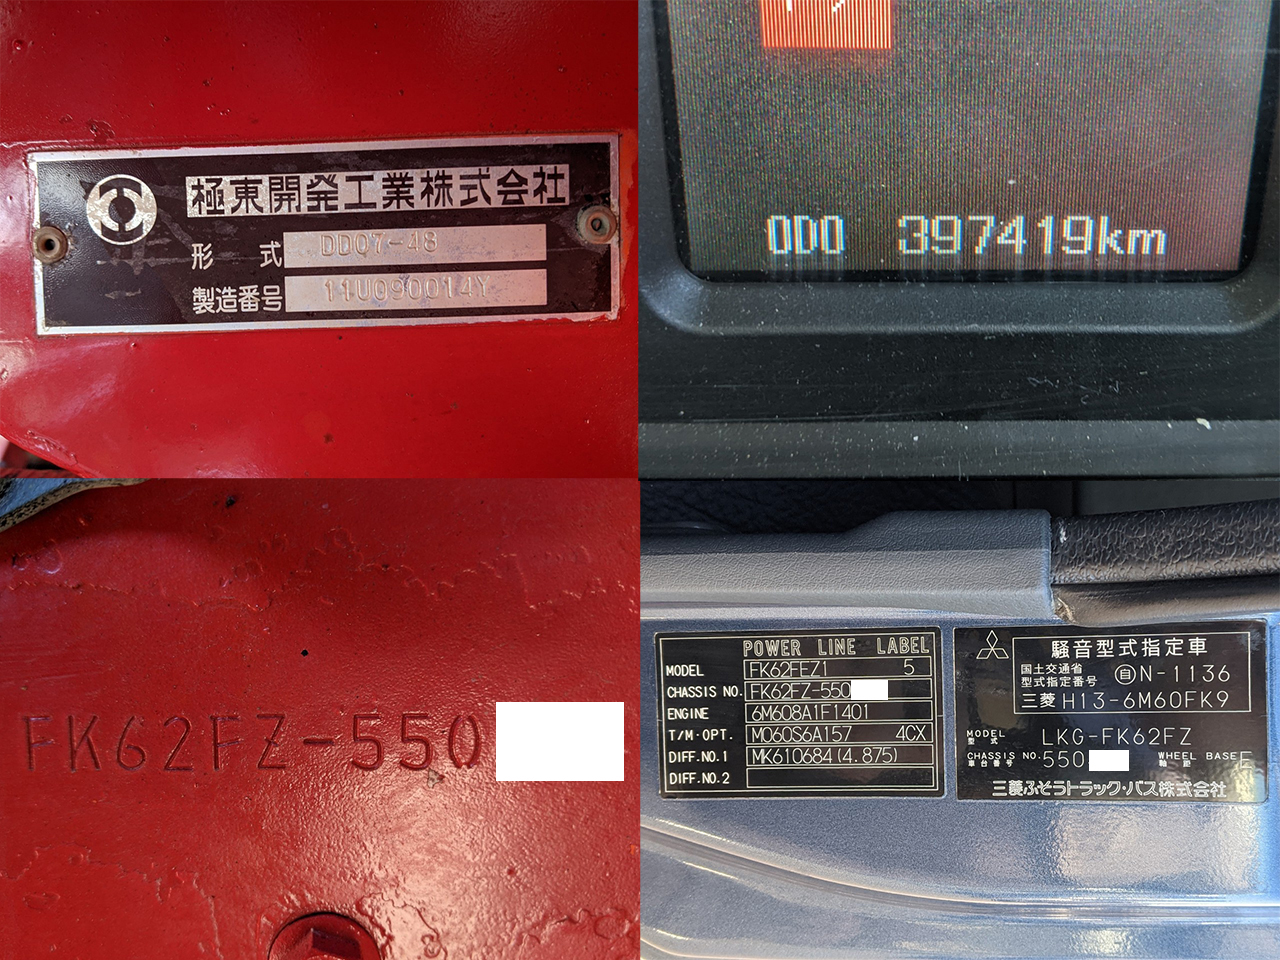 極東開発工業株式会社
形 式 DDQ7-48
製造番号 11U090014Y
ODO 397419km
FK62FZ-550
POWER LINE LABEL
MODEL FK62FEZ1 5
CHASSIS NO. FK62FZ-550
ENGINE 6M608A1F1401
T/M・OPT. M060S6A157 4CX
DIFF.NO.1 MK610684(4.875)
DIFF.NO.2
騒音型式指定車
国土交通省
型式指定番号 自N-1136
三菱 H13-6M60FK9
MODEL
型式 LKG-FK62FZ
CHASSIS NO. 550 WHEEL BASE E
車台番号 軸距
三菱ふそうトラック・バス株式会社